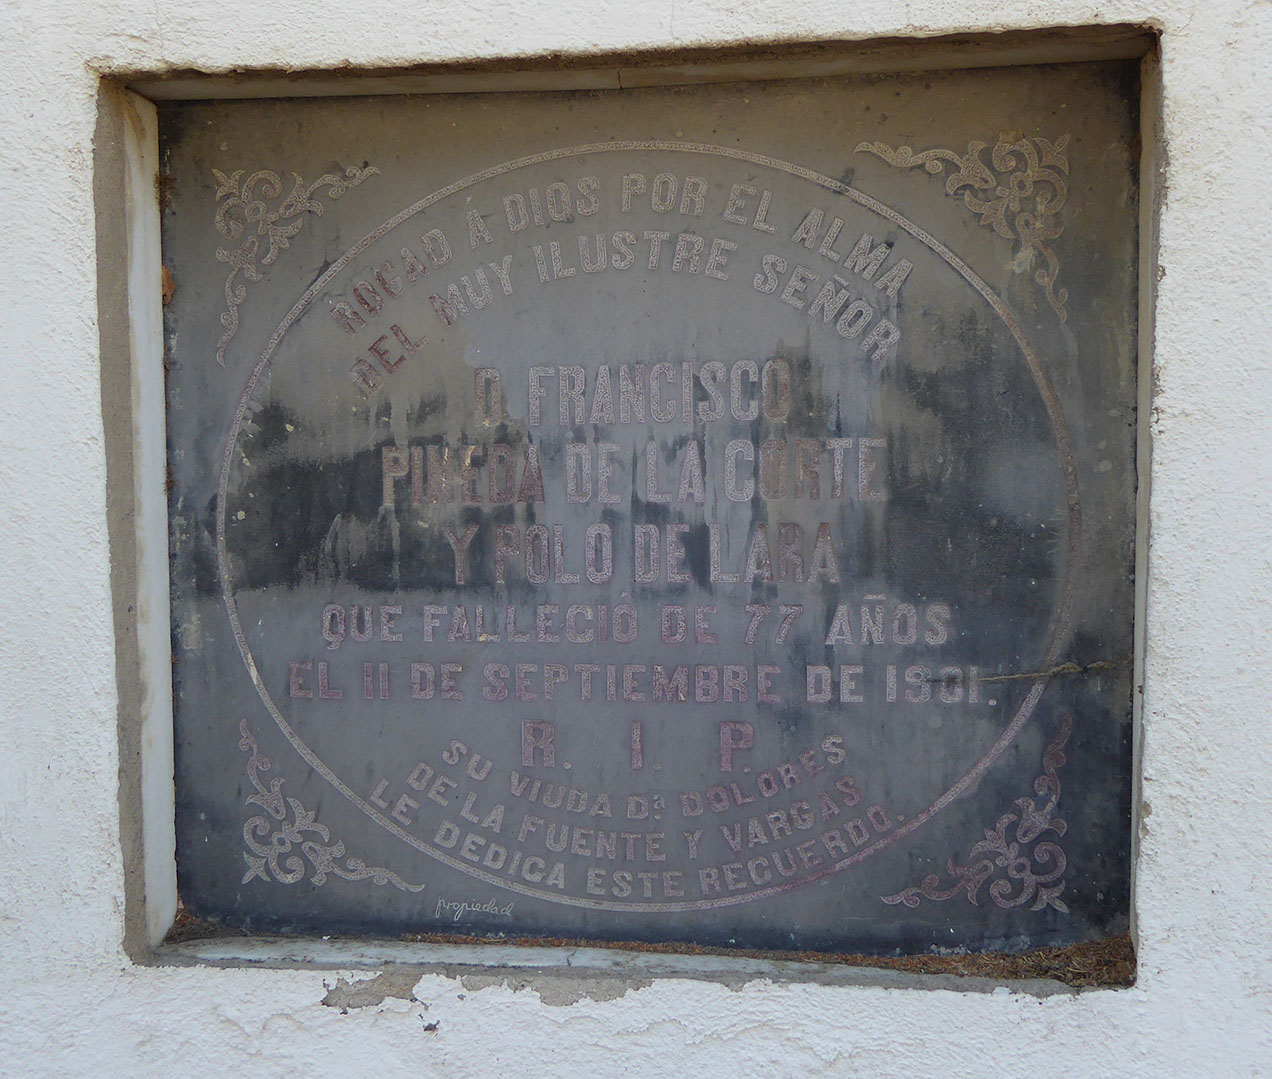 ROGAD A DIOS POR EL ALMA
DEL MUY ILUSTRE SEÑOR
D. FRANCISCO
PINEDA DE LA CORTE
Y POLO DE LARA
QUE FALLECIÓ DE 77 AÑOS
EL 11 DE SEPTIEMBRE DE 1901.
R. I. P.
SU VIUDA Dª DOLORES
DE LA FUENTE Y VARGAS
LE DEDICA ESTE RECUERDO.
propiedad